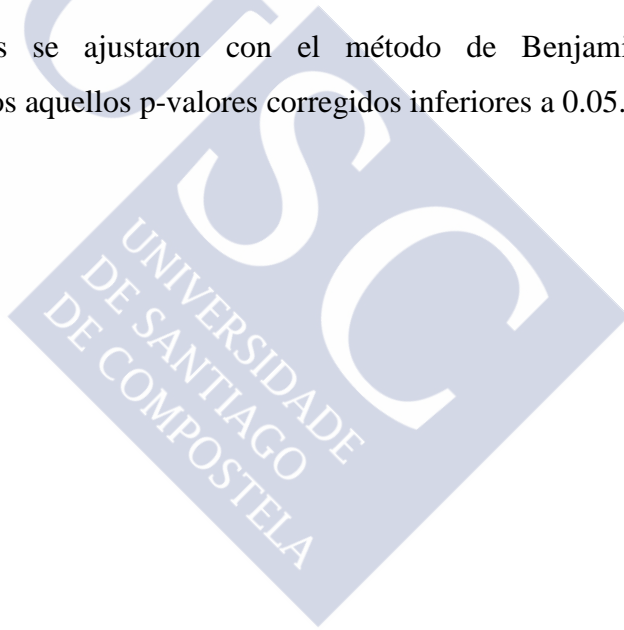 s se ajustaron con el método de Benjami
os aquellos p-valores corregidos inferiores a 0.05.
USC
UNIVERSIDADE
DE SANTIAGO
DE COMPOSTELA